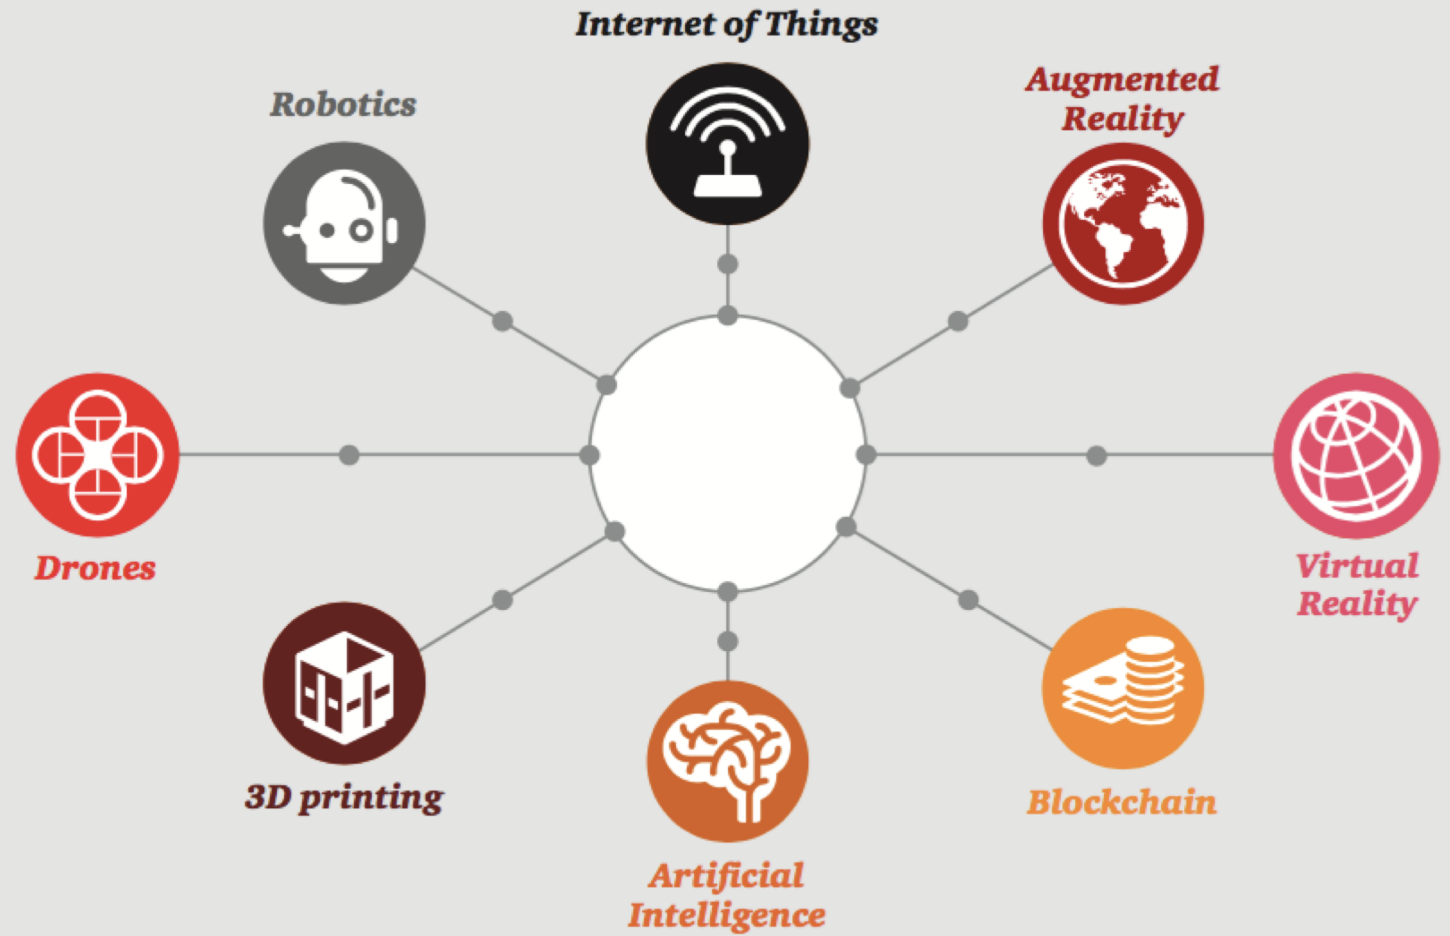 Internet of Things
Augmented
Reality
Robotics
Drones
Virtual
Reality
3D printing
Blockchain
Artificial
Intelligence